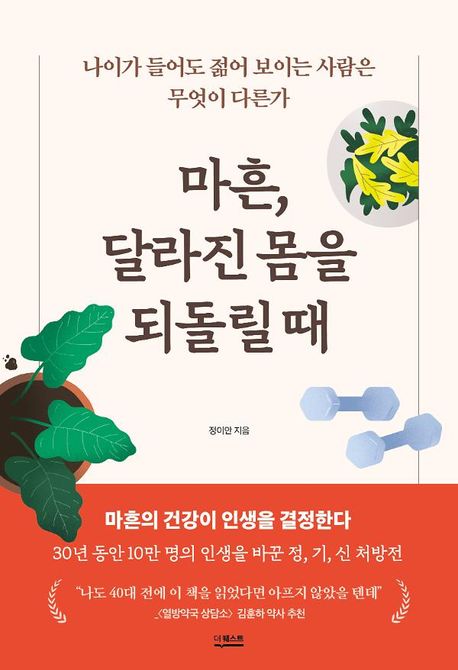 나이가 들어도 젊어 보이는 사람은
무엇이 다른가
마흔,
달라진 몸을
되돌릴 때
정이안 지음
마흔의 건강이 인생을 결정한다
30년 동안 10만 명의 인생을 바꾼 정, 기, 신 처방전
“나도 40대 전에 이 책을 읽었다면 아프지 않았을 텐데”
_<열방약국 상담소> 김훈하 약사 추천
더퀘스트